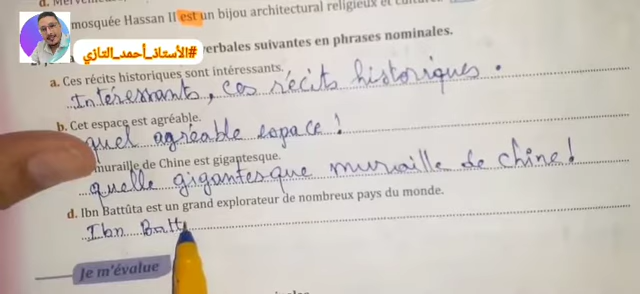 d. Merveille
mosquée Hassan II est un bijou architectural religieux et
#الأستاذ_أحمد_التازي
verbales suivantes en phrases nominales.
a. Ces récits historiques sont intéressants.
Intéressants, ces récits historiques.
b. Cet espace est agréable.
quel agréable espace !
muraille de Chine est gigantesque.
quelle gigantesque muraille de chine !
d. Ibn Battûta est un grand explorateur de nombreux pays du monde.
Ibn Batt
Je m'évalue